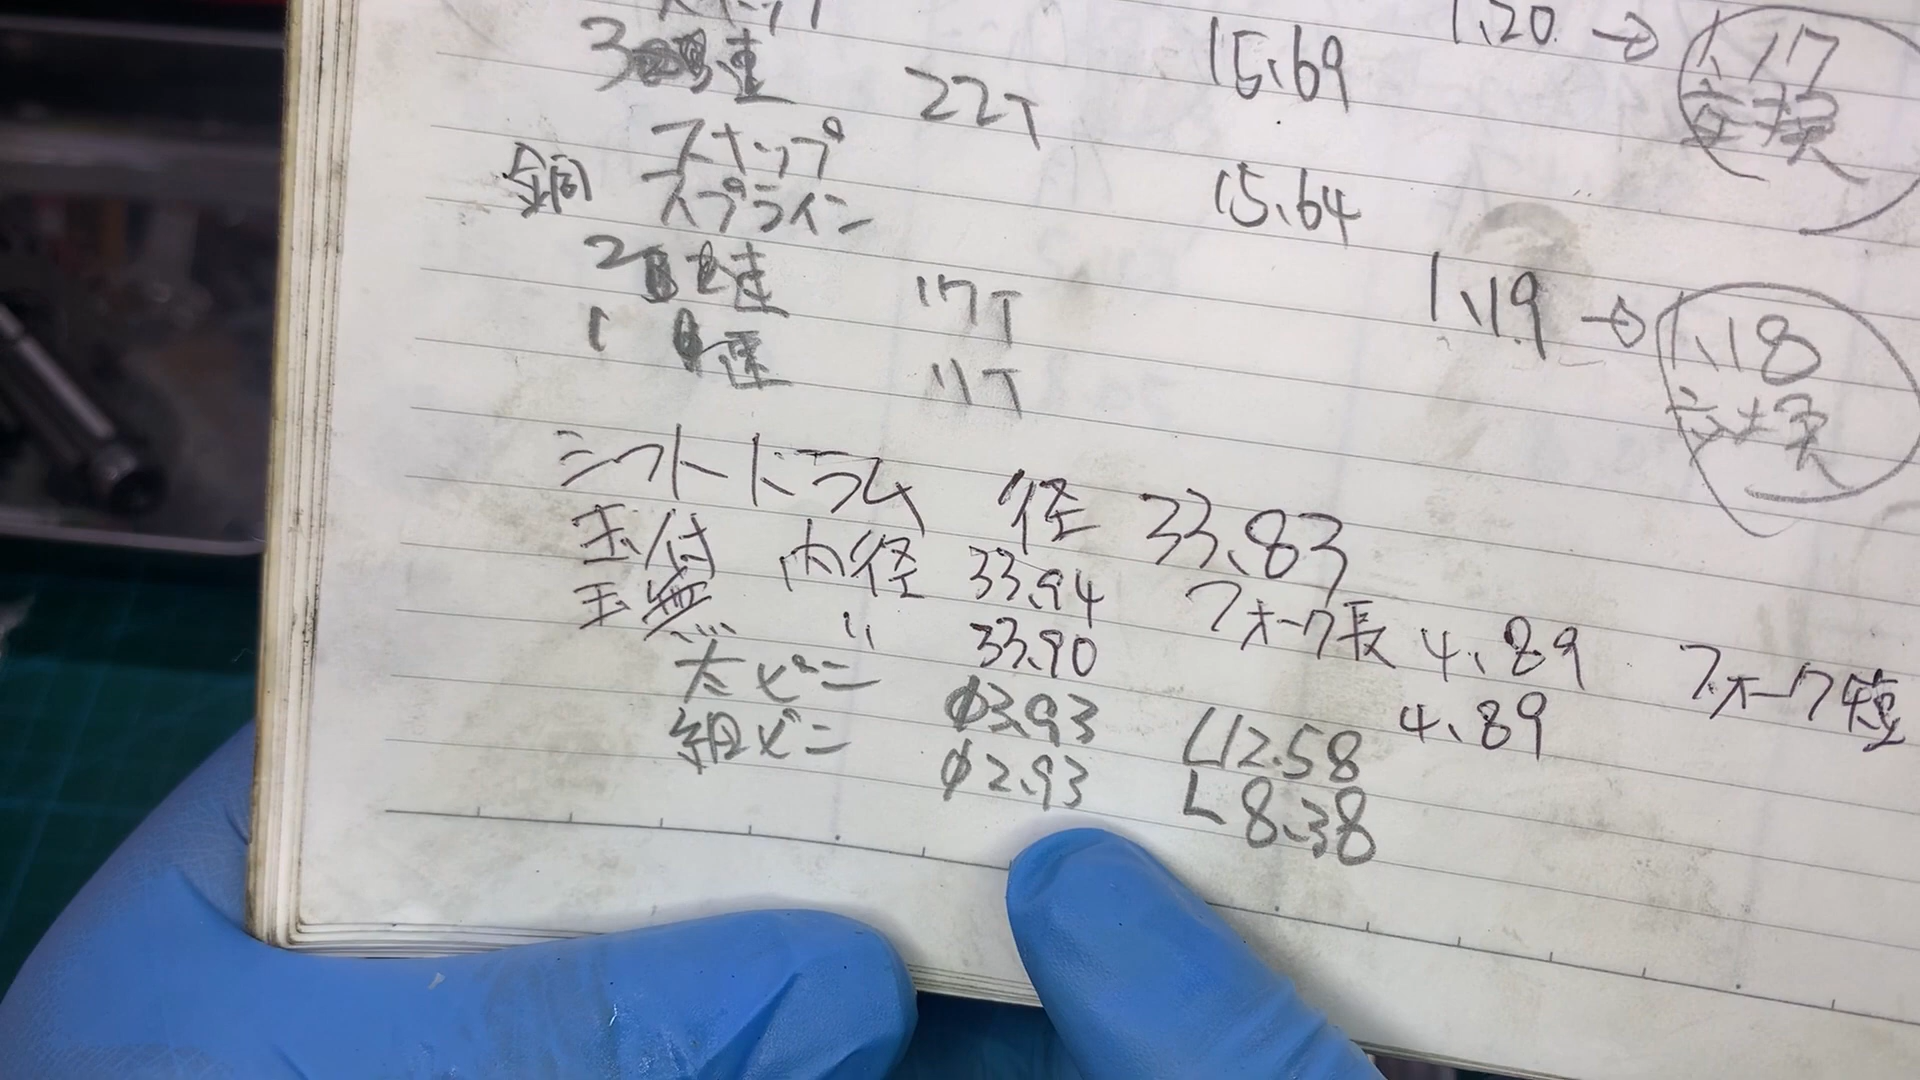 1.20 → 1.17
3速 22T 15.69 交換
スナップ
銅 スプライン 15.64
2速 17T 1.19 → 1.18
1速 11T 交換
シフトドラム 径 33.83
玉付 内径 33.94 フォーク長 4.89 フォーク短
玉無 〃 33.90 4.89
太ピン φ3.93 L12.58
細ピン φ2.93 L8.38